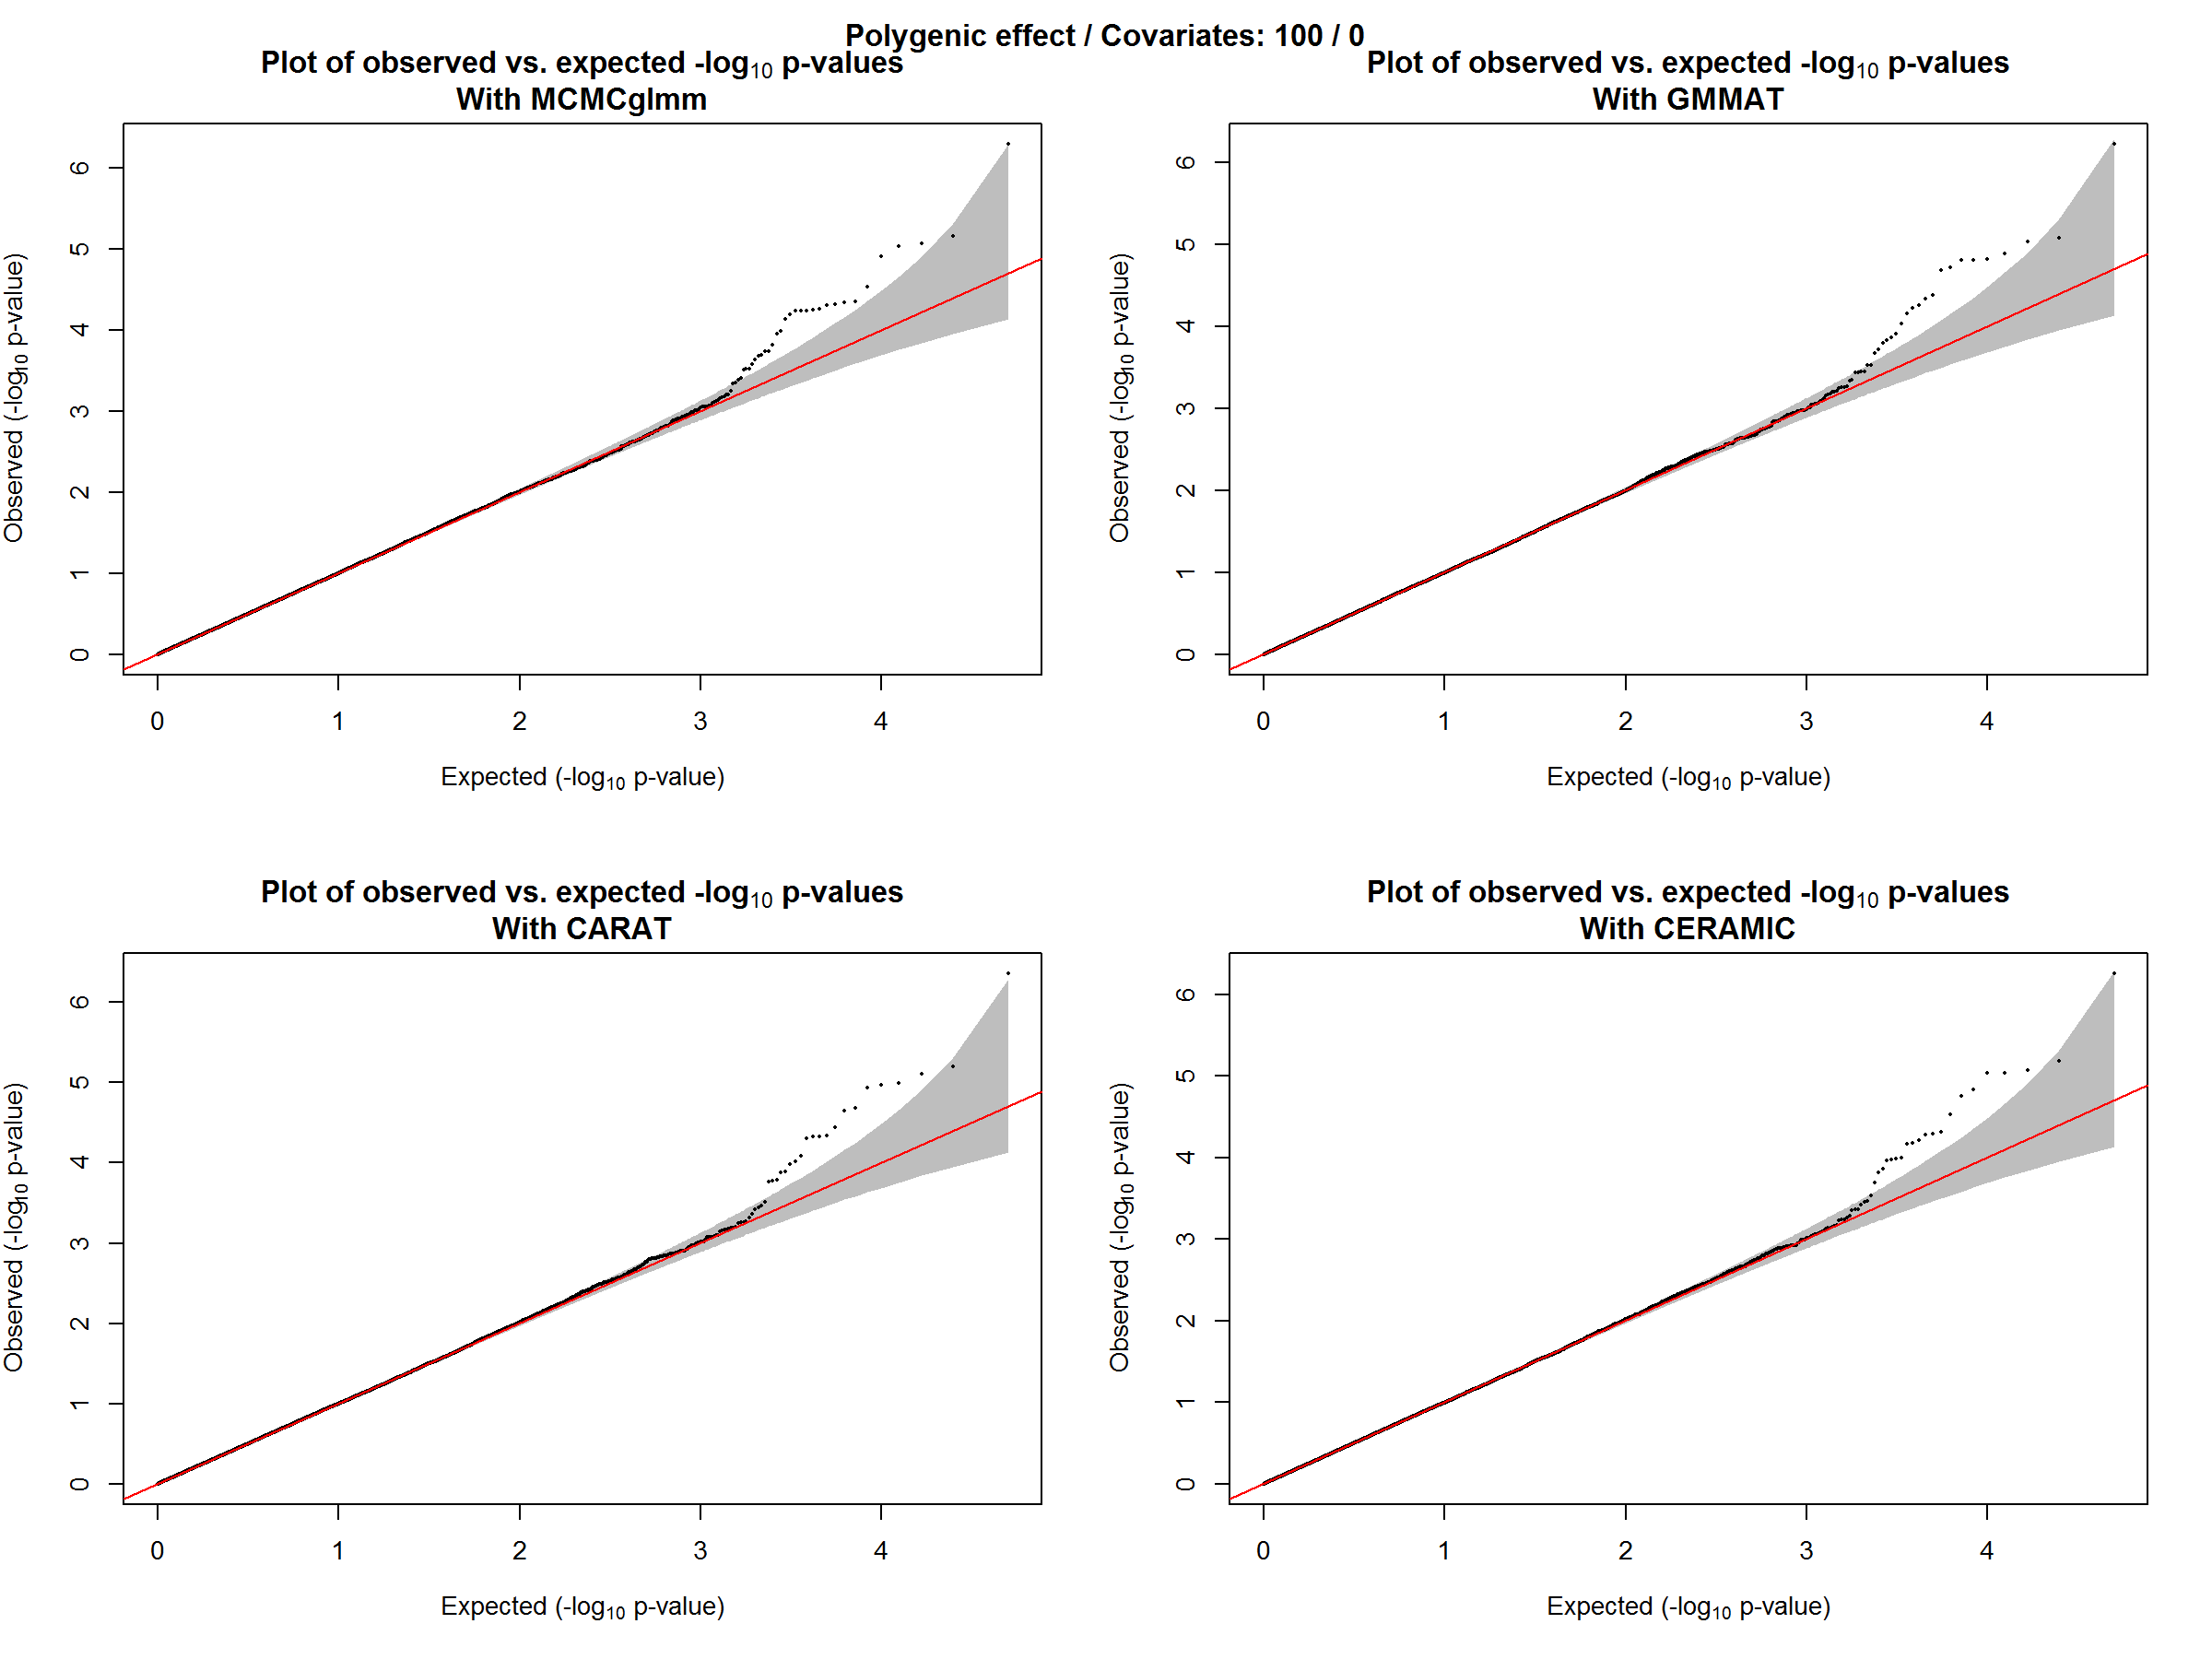 Polygenic effect / Covariates: 100 / 0
Plot of observed vs. expected -log10 p-values
With MCMCglmm
Observed (-log10 p-value)
6
5
4
3
2
1
0
0 1 2 3 4
Expected (-log10 p-value)
Plot of observed vs. expected -log10 p-values
With GMMAT
Observed (-log10 p-value)
6
5
4
3
2
1
0
0 1 2 3 4
Expected (-log10 p-value)
Plot of observed vs. expected -log10 p-values
With CARAT
Observed (-log10 p-value)
6
5
4
3
2
1
0
0 1 2 3 4
Expected (-log10 p-value)
Plot of observed vs. expected -log10 p-values
With CERAMIC
Observed (-log10 p-value)
6
5
4
3
2
1
0
0 1 2 3 4
Expected (-log10 p-value)